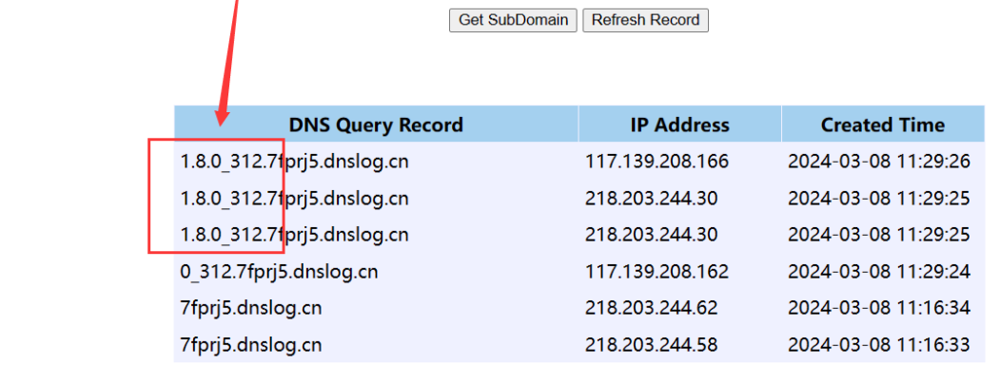 Get SubDomain Refresh Record
DNS Query Record IP Address Created Time
1.8.0_312.7fprj5.dnslog.cn 117.139.208.166 2024-03-08 11:29:26
1.8.0_312.7fprj5.dnslog.cn 218.203.244.30 2024-03-08 11:29:25
1.8.0_312.7fprj5.dnslog.cn 218.203.244.30 2024-03-08 11:29:25
0_312.7fprj5.dnslog.cn 117.139.208.162 2024-03-08 11:29:24
7fprj5.dnslog.cn 218.203.244.62 2024-03-08 11:16:34
7fprj5.dnslog.cn 218.203.244.58 2024-03-08 11:16:33